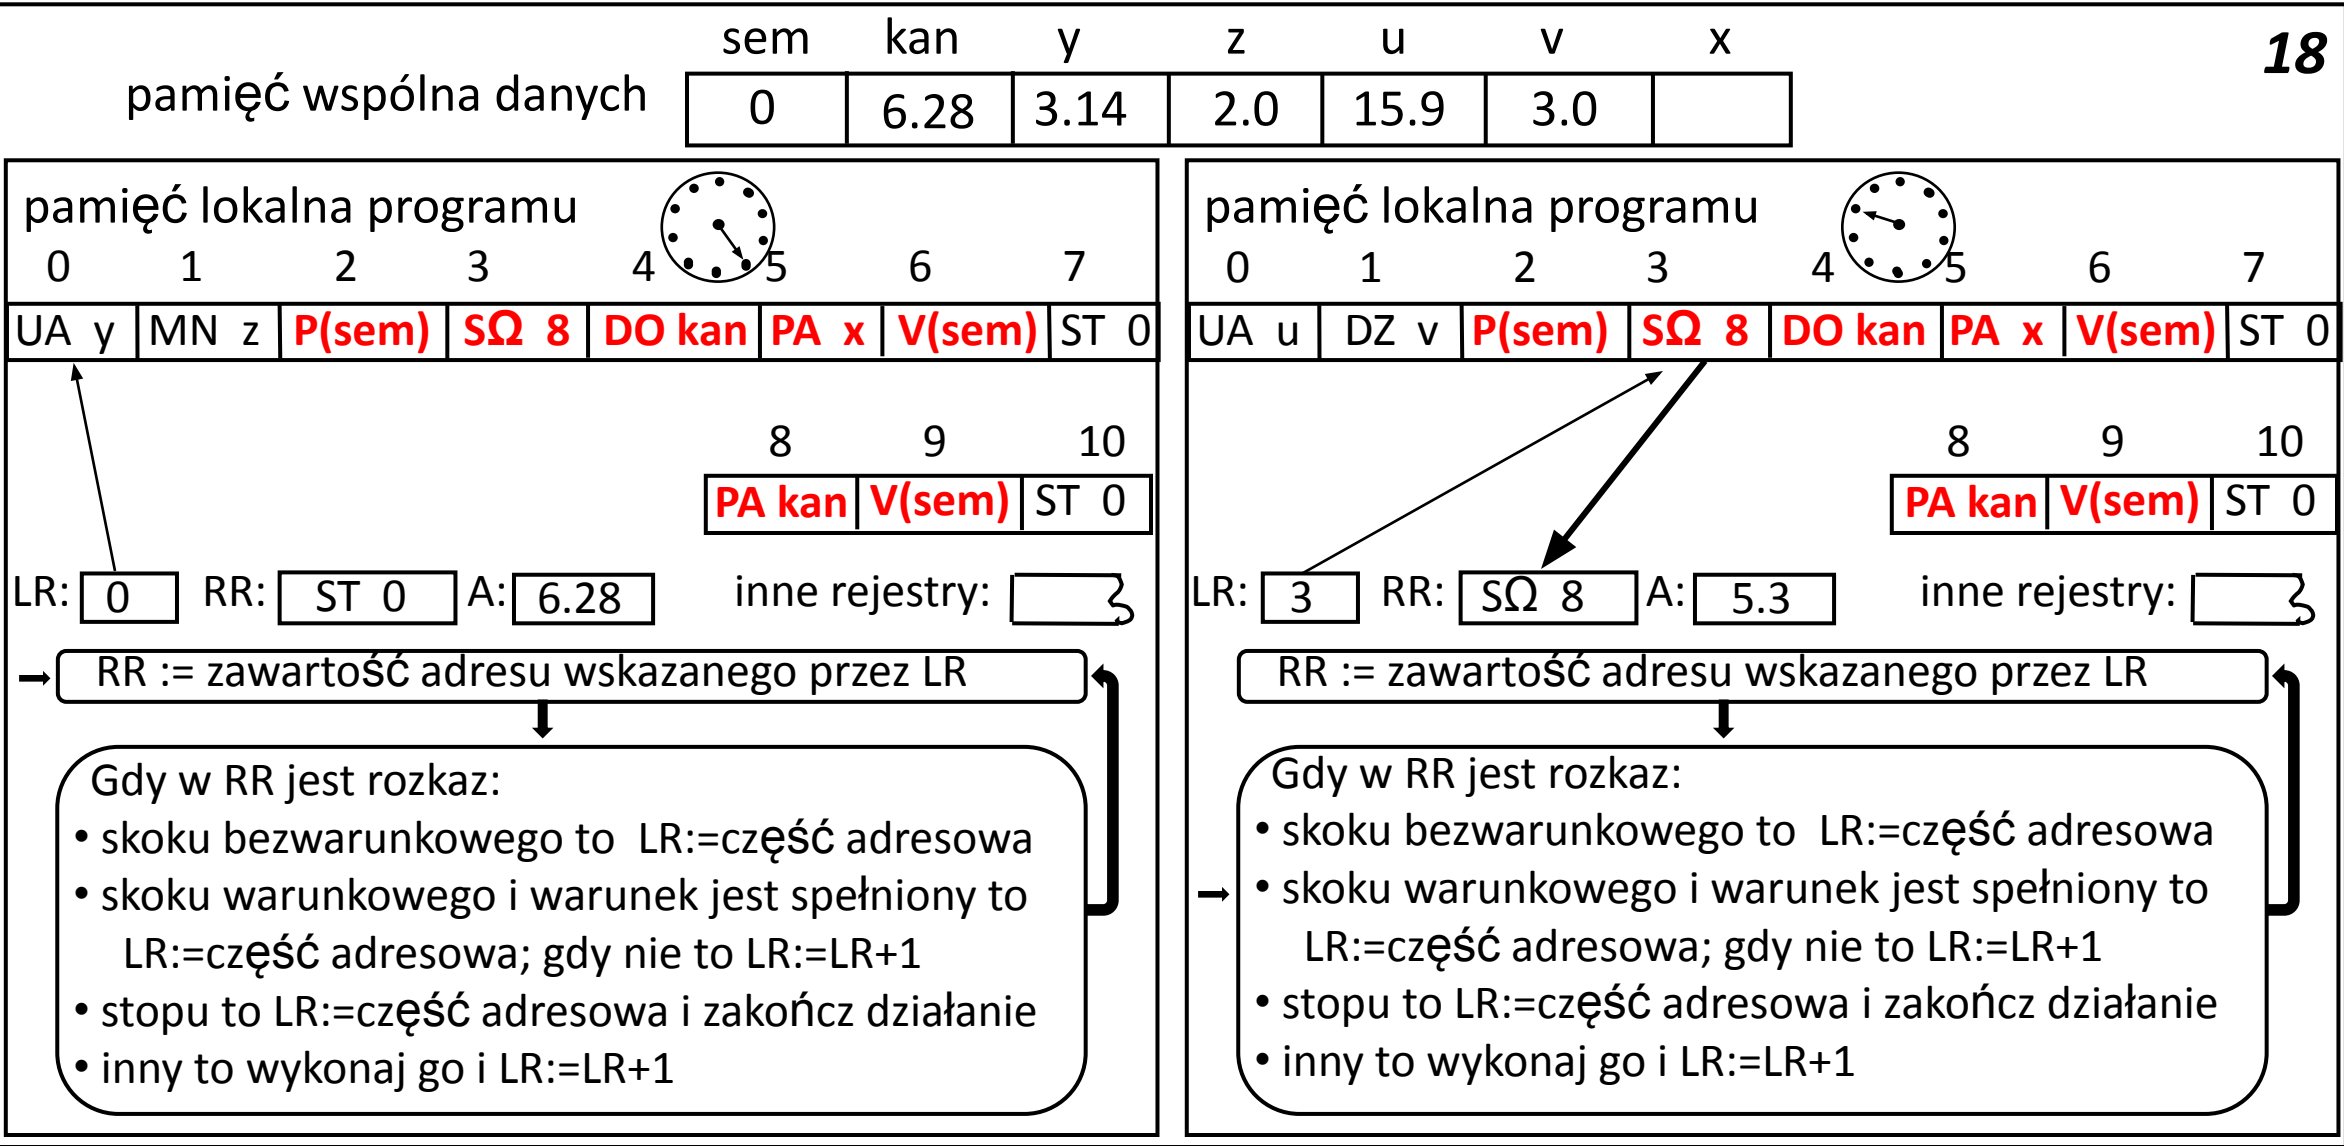 sem kan y z u v x
18
pamięć wspólna danych 0 6.28 3.14 2.0 15.9 3.0
pamięć lokalna programu
0 1 2 3 4 5 6 7
UA y MN z P(sem) SΩ 8 DO kan PA x V(sem) ST 0
8 9 10
PA kan V(sem) ST 0
LR: 0 RR: ST 0 A: 6.28 inne rejestry:
RR := zawartość adresu wskazanego przez LR
Gdy w RR jest rozkaz:
• skoku bezwarunkowego to LR:=część adresowa
• skoku warunkowego i warunek jest spełniony to
LR:=część adresowa; gdy nie to LR:=LR+1
• stopu to LR:=część adresowa i zakończ działanie
• inny to wykonaj go i LR:=LR+1
pamięć lokalna programu
0 1 2 3 4 5 6 7
UA u DZ v P(sem) SΩ 8 DO kan PA x V(sem) ST 0
8 9 10
PA kan V(sem) ST 0
LR: 3 RR: SΩ 8 A: 5.3 inne rejestry:
RR := zawartość adresu wskazanego przez LR
Gdy w RR jest rozkaz:
• skoku bezwarunkowego to LR:=część adresowa
• skoku warunkowego i warunek jest spełniony to
LR:=część adresowa; gdy nie to LR:=LR+1
• stopu to LR:=część adresowa i zakończ działanie
• inny to wykonaj go i LR:=LR+1